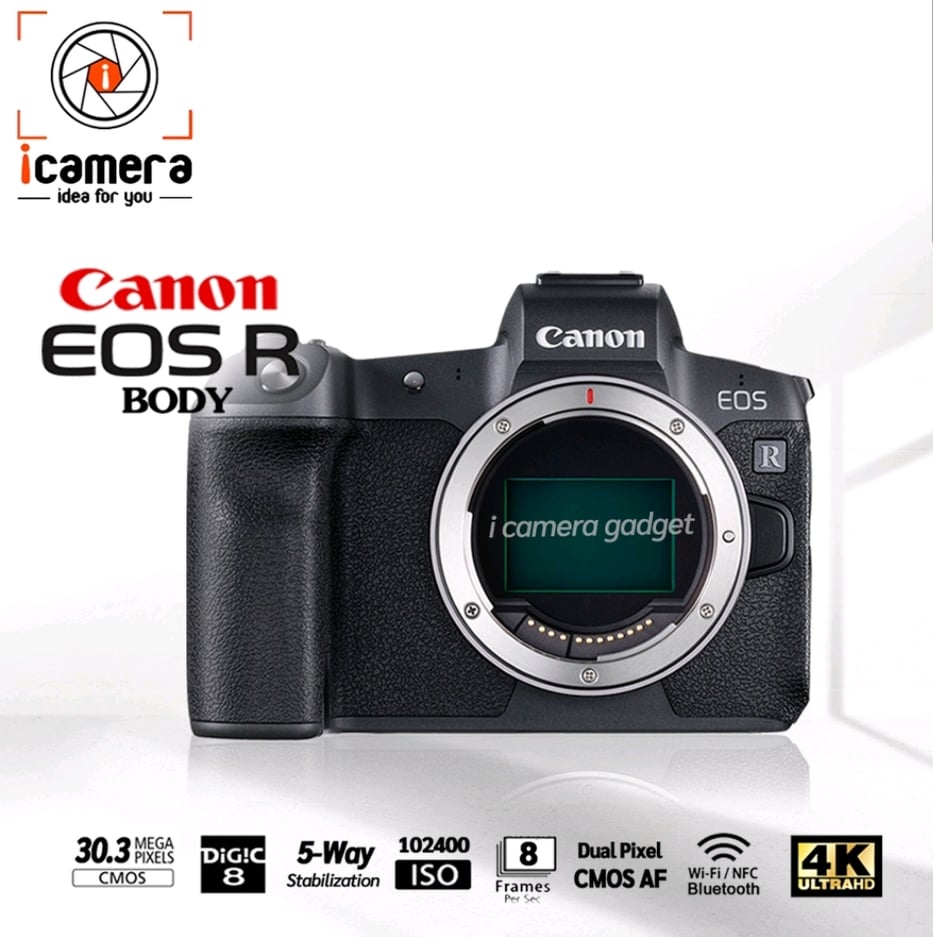 i
icamera
idea for you
Canon
EOS R
BODY
Canon
EOS
R
i camera gadget
30.3 MEGA PIXELS
CMOS
DiGiC
8
5-Way
Stabilization
102400
ISO
8
Frames
Per Sec
Dual Pixel
CMOS AF
Wi-Fi / NFC
Bluetooth
4K
ULTRAHD